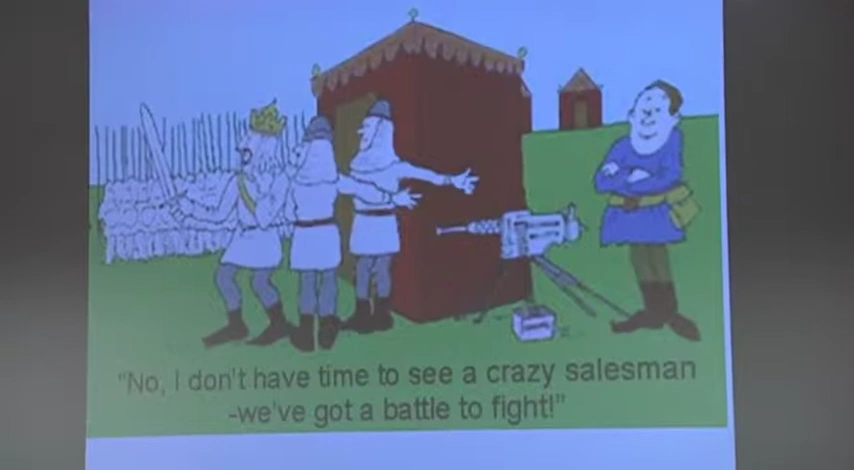 "No, I don't have time to see a crazy salesman
-we've got a battle to fight!"